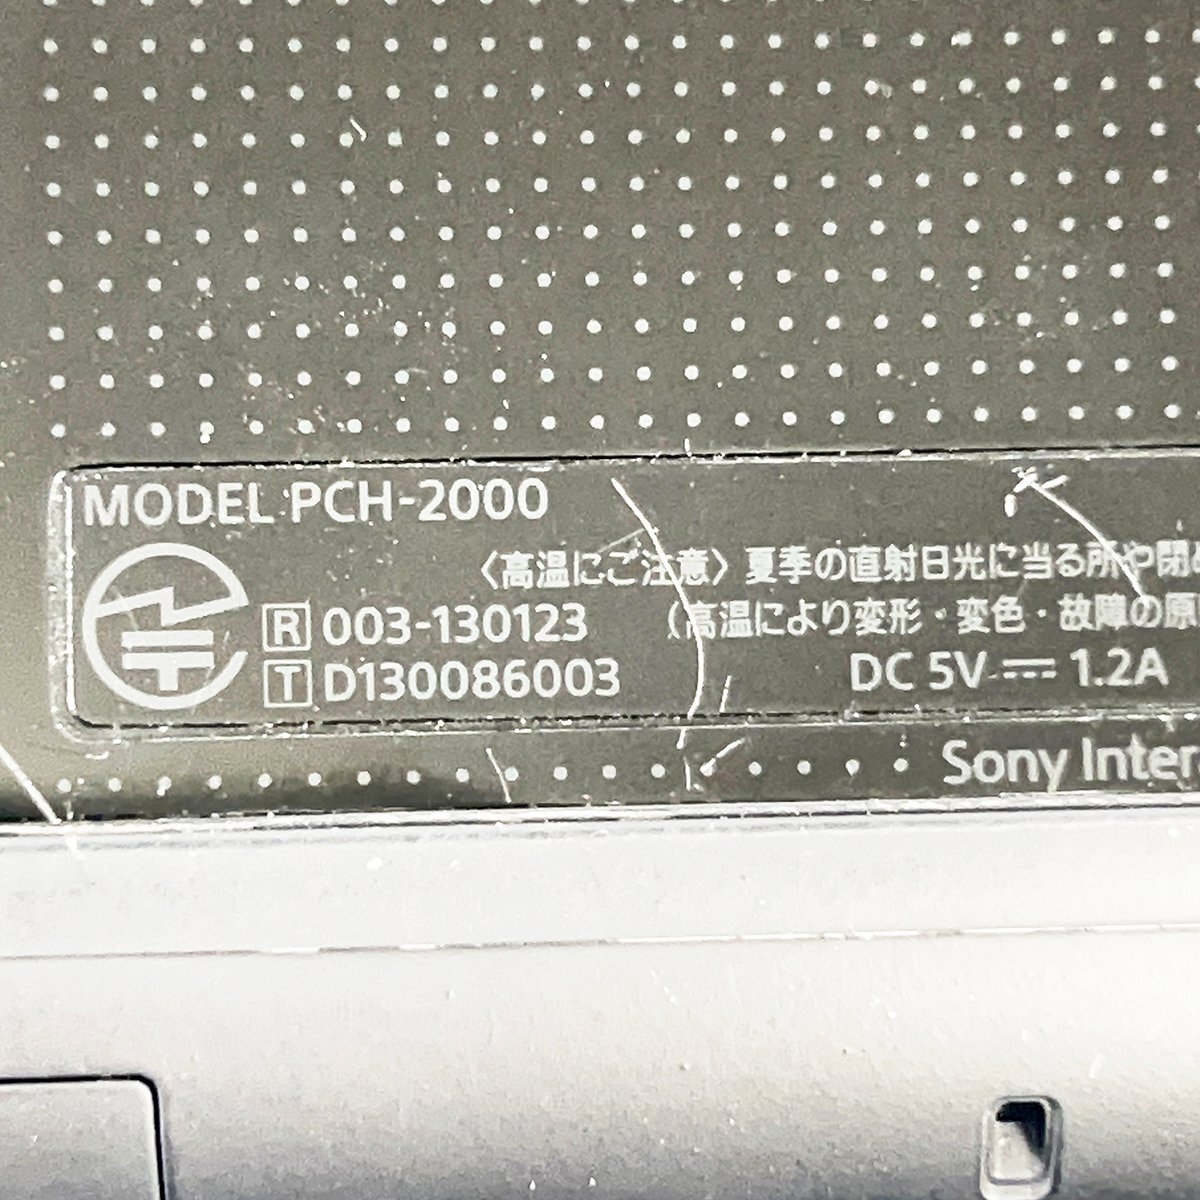 MODEL PCH-2000
〈高温にご注意〉夏季の直射日光に当る所や閉め
R 003-130123
(高温により変形・変色・故障の原
T D130086003
DC 5V ⎓ 1.2A
Sony Inter